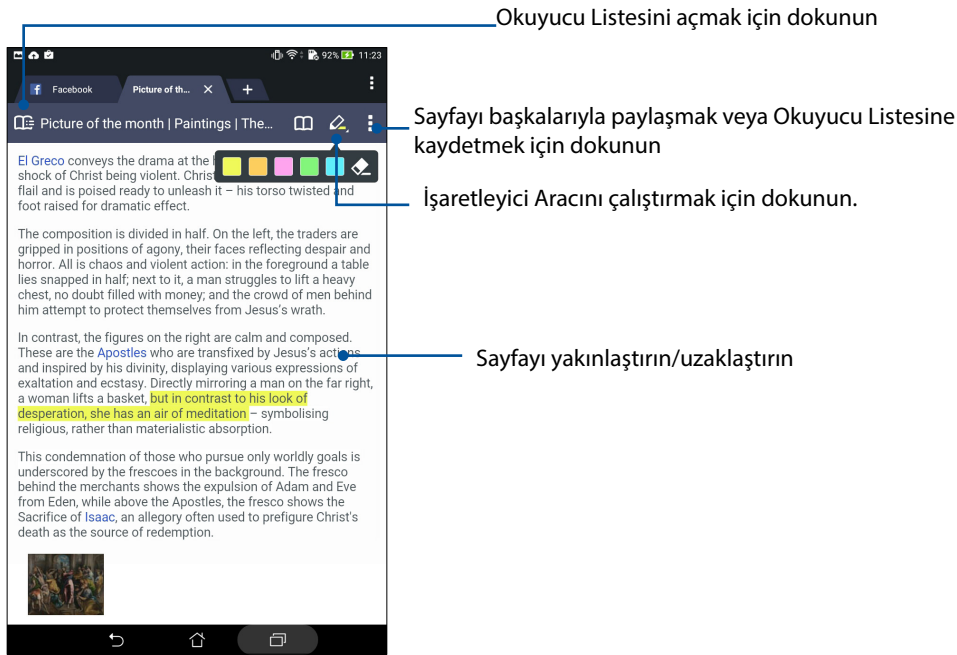 Okuyucu Listesini açmak için dokunun
92% 11:23
Facebook
Picture of th...
Picture of the month | Paintings | The...
Sayfayı başkalarıyla paylaşmak veya Okuyucu Listesine
kaydetmek için dokunun
İşaretleyici Aracını çalıştırmak için dokunun.
El Greco conveys the drama at the
shock of Christ being violent. Christ
flail and is poised ready to unleash it – his torso twisted and
foot raised for dramatic effect.
The composition is divided in half. On the left, the traders are
gripped in positions of agony, their faces reflecting despair and
horror. All is chaos and violent action: in the foreground a table
lies snapped in half; next to it, a man struggles to lift a heavy
chest, no doubt filled with money; and the crowd of men behind
him attempt to protect themselves from Jesus's wrath.
In contrast, the figures on the right are calm and composed.
These are the Apostles who are transfixed by Jesus's actions
and inspired by his divinity, displaying various expressions of
exaltation and ecstasy. Directly mirroring a man on the far right,
a woman lifts a basket, but in contrast to his look of
desperation, she has an air of meditation – symbolising
religious, rather than materialistic absorption.
Sayfayı yakınlaştırın/uzaklaştırın
This condemnation of those who pursue only worldly goals is
underscored by the frescoes in the background. The fresco
behind the merchants shows the expulsion of Adam and Eve
from Eden, while above the Apostles, the fresco shows the
Sacrifice of Isaac, an allegory often used to prefigure Christ's
death as the source of redemption.